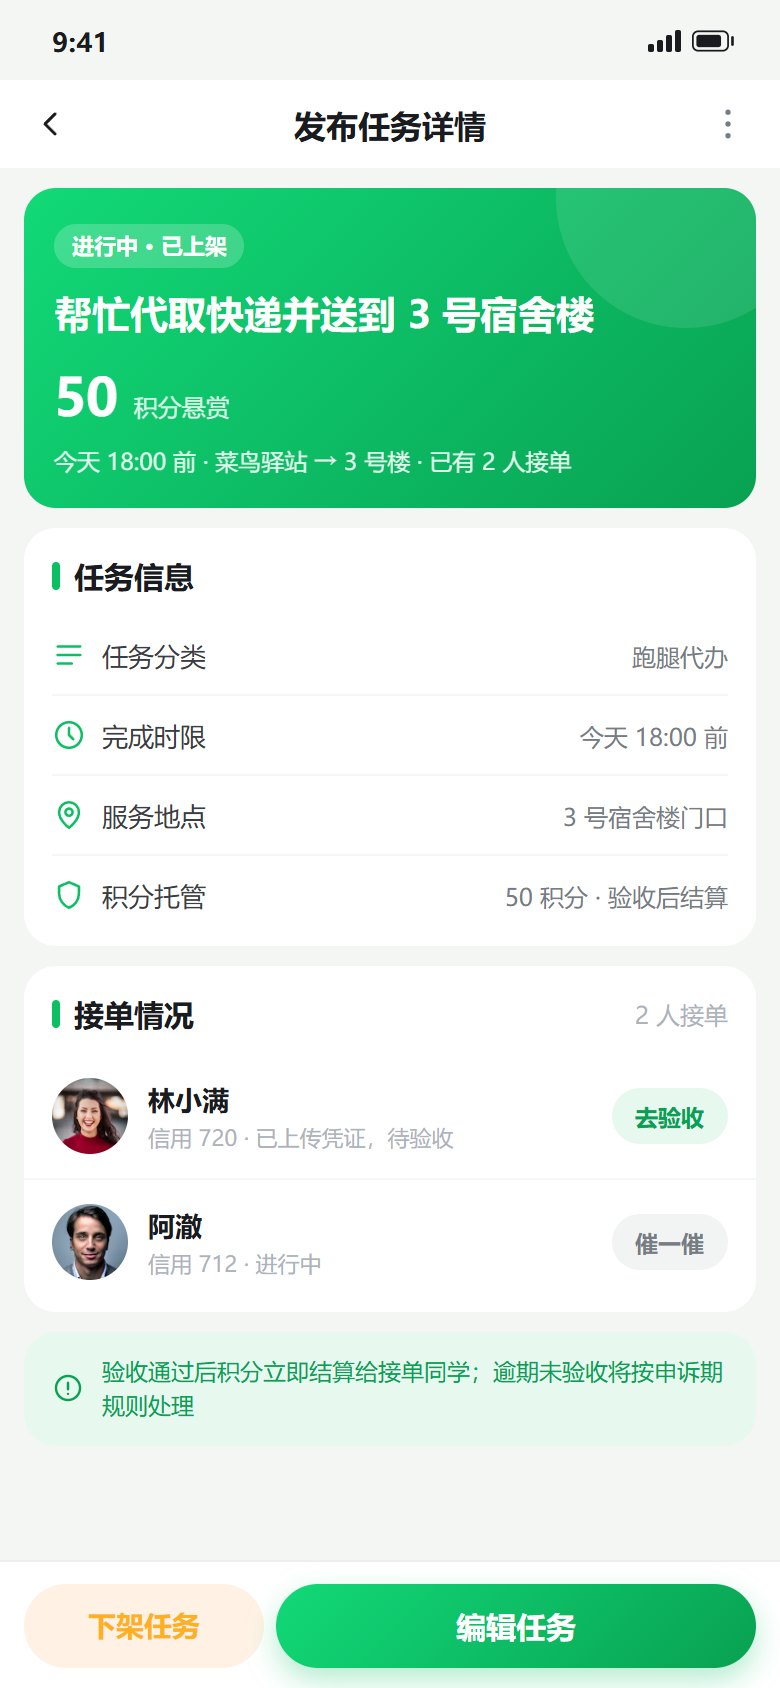 9:41
发布任务详情
进行中 · 已上架
帮忙代取快递并送到 3 号宿舍楼
50 积分悬赏
今天 18:00 前 · 菜鸟驿站 → 3 号楼 · 已有 2 人接单
任务信息
任务分类 跑腿代办
完成时限 今天 18:00 前
服务地点 3 号宿舍楼门口
积分托管 50 积分 · 验收后结算
接单情况 2 人接单
林小满
信用 720 · 已上传凭证，待验收
去验收
阿澈
信用 712 · 进行中
催一催
验收通过后积分立即结算给接单同学；逾期未验收将按申诉期
规则处理
下架任务 编辑任务